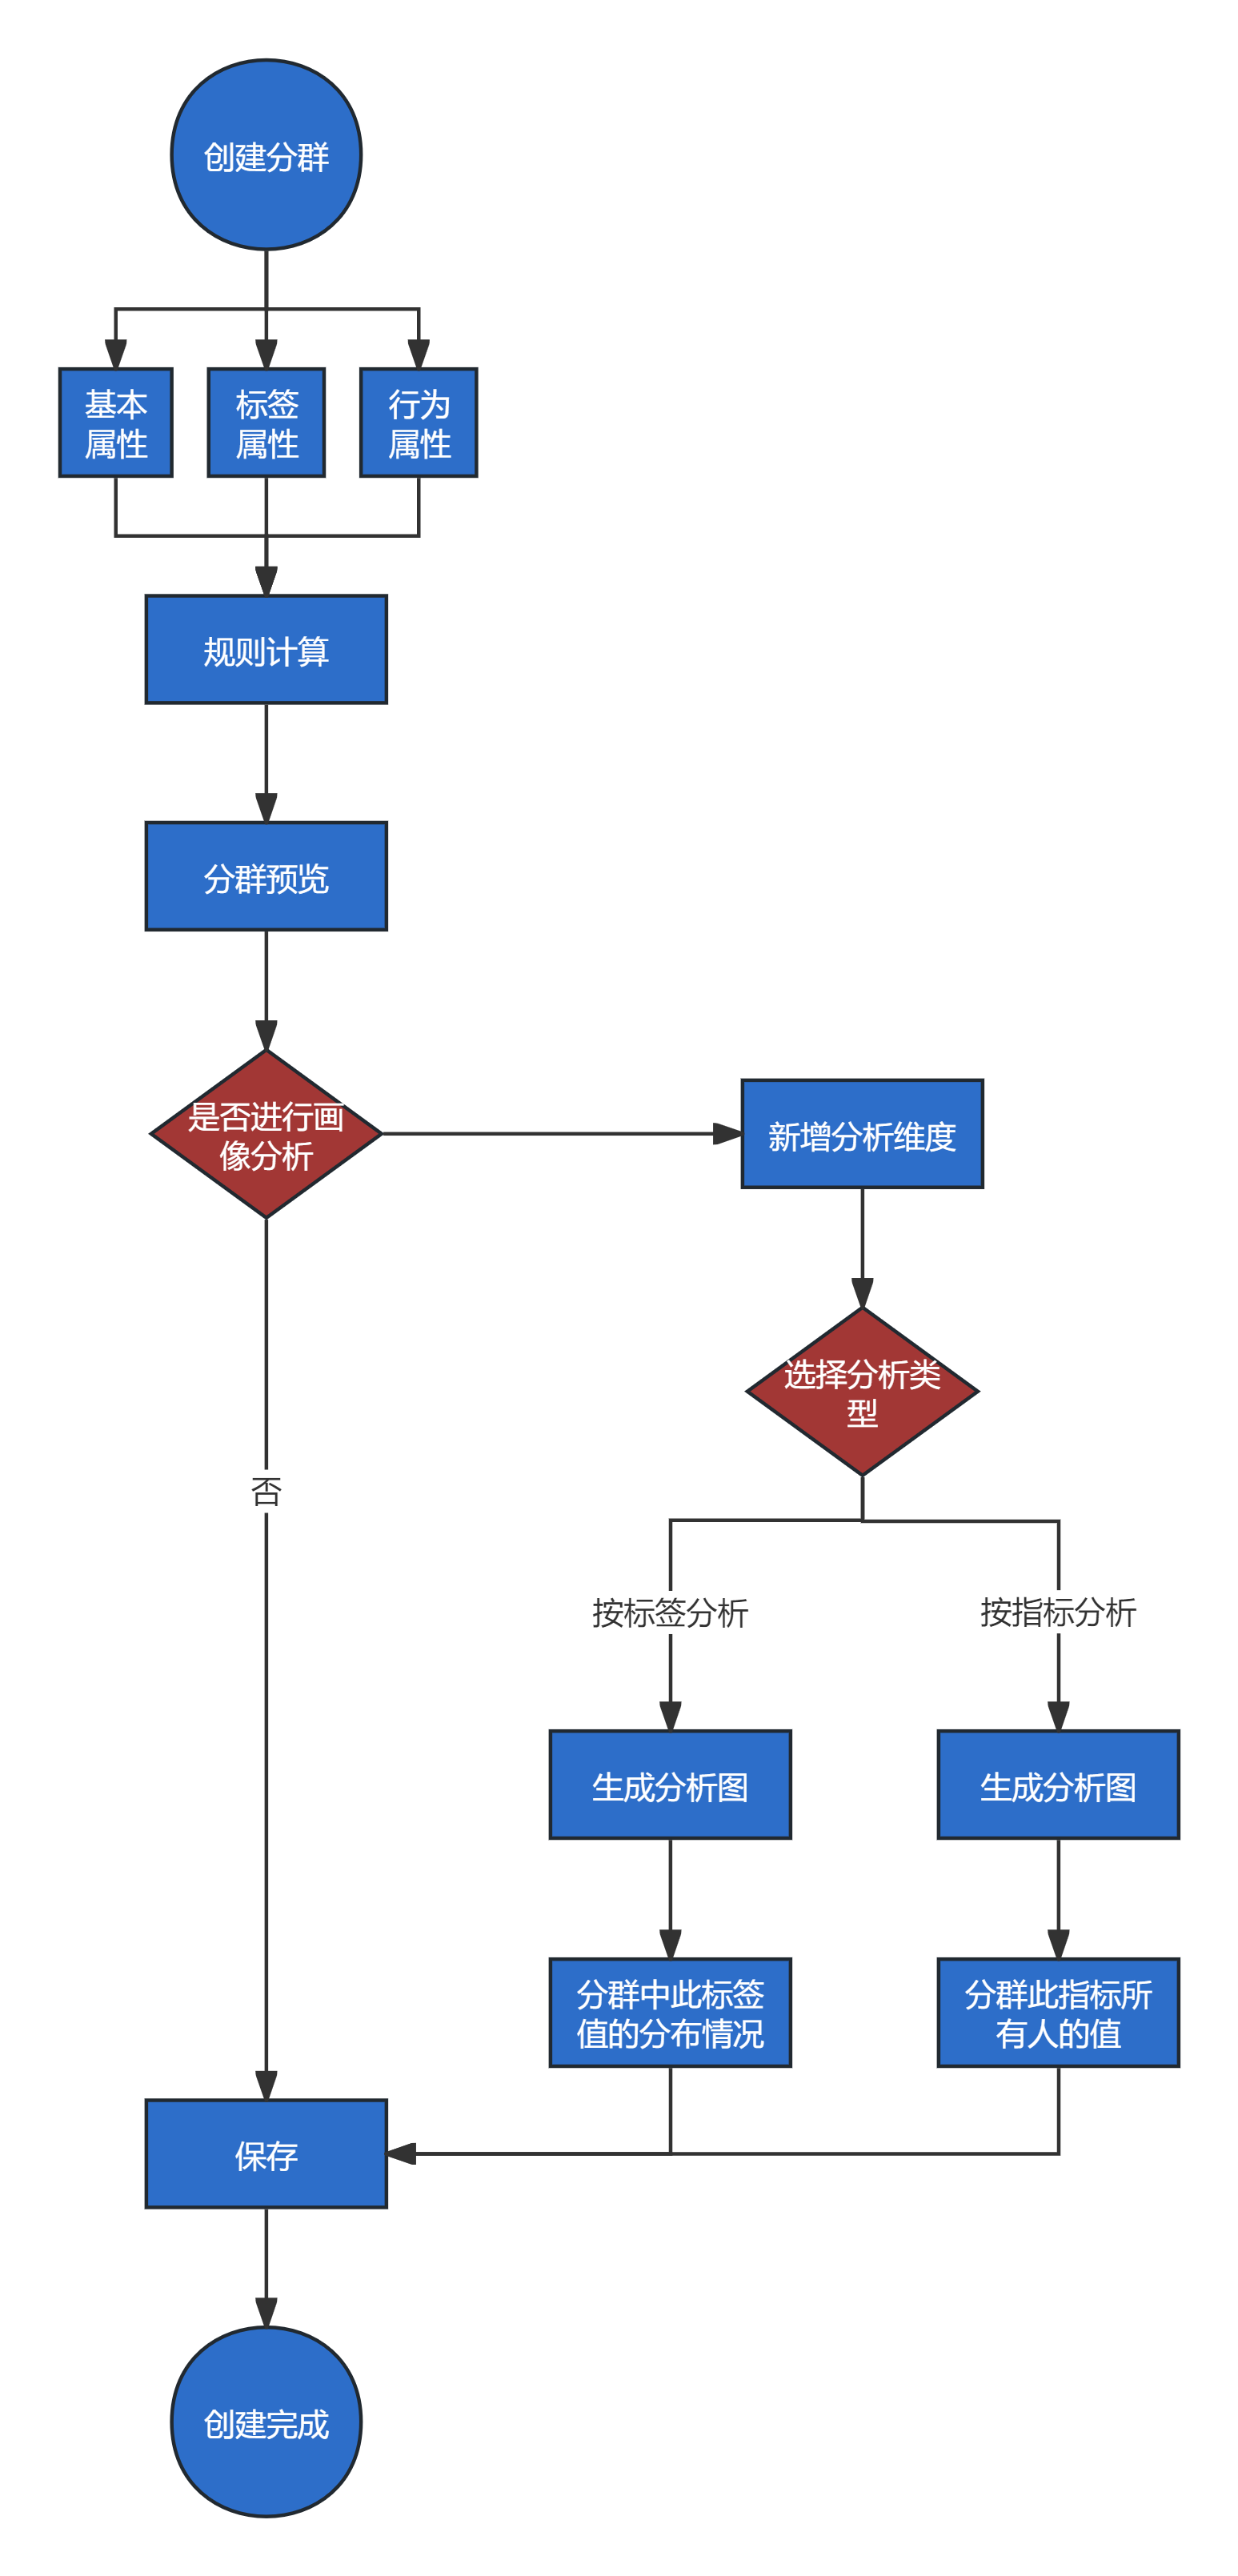 创建分群
基本
属性
标签
属性
行为
属性
规则计算
分群预览
是否进行画
像分析
新增分析维度
选择分析类
型
否
按标签分析
按指标分析
生成分析图
生成分析图
分群中此标签
值的分布情况
分群此指标所
有人的值
保存
创建完成